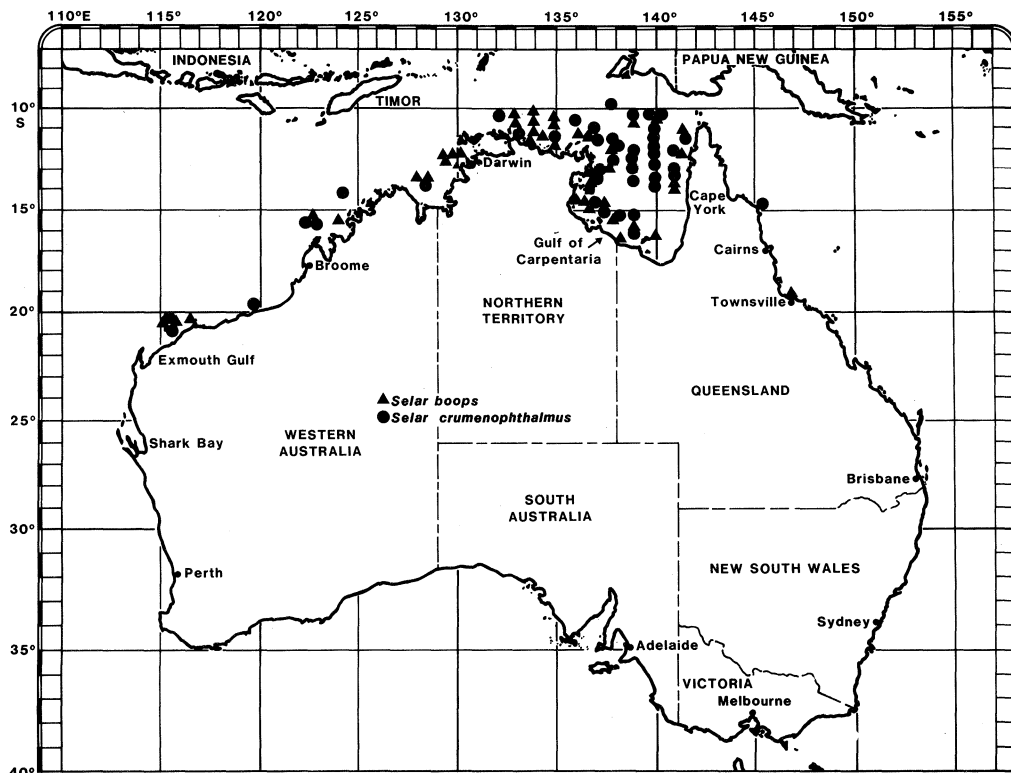 110°E 115° 120° 125° 130° 135° 140° 145° 150° 155°
INDONESIA
PAPUA NEW GUINEA
TIMOR
10°
S
Darwin
15°
Cape
York
Gulf of
Carpentaria
Cairns
Broome
NORTHERN
TERRITORY
Townsville
20°
Exmouth Gulf
QUEENSLAND
Selar boops
Selar crumenophthalmus
25°
Shark Bay
WESTERN
AUSTRALIA
Brisbane
SOUTH
AUSTRALIA
30°
NEW SOUTH WALES
Perth
Sydney
35°
Adelaide
VICTORIA
Melbourne
40°